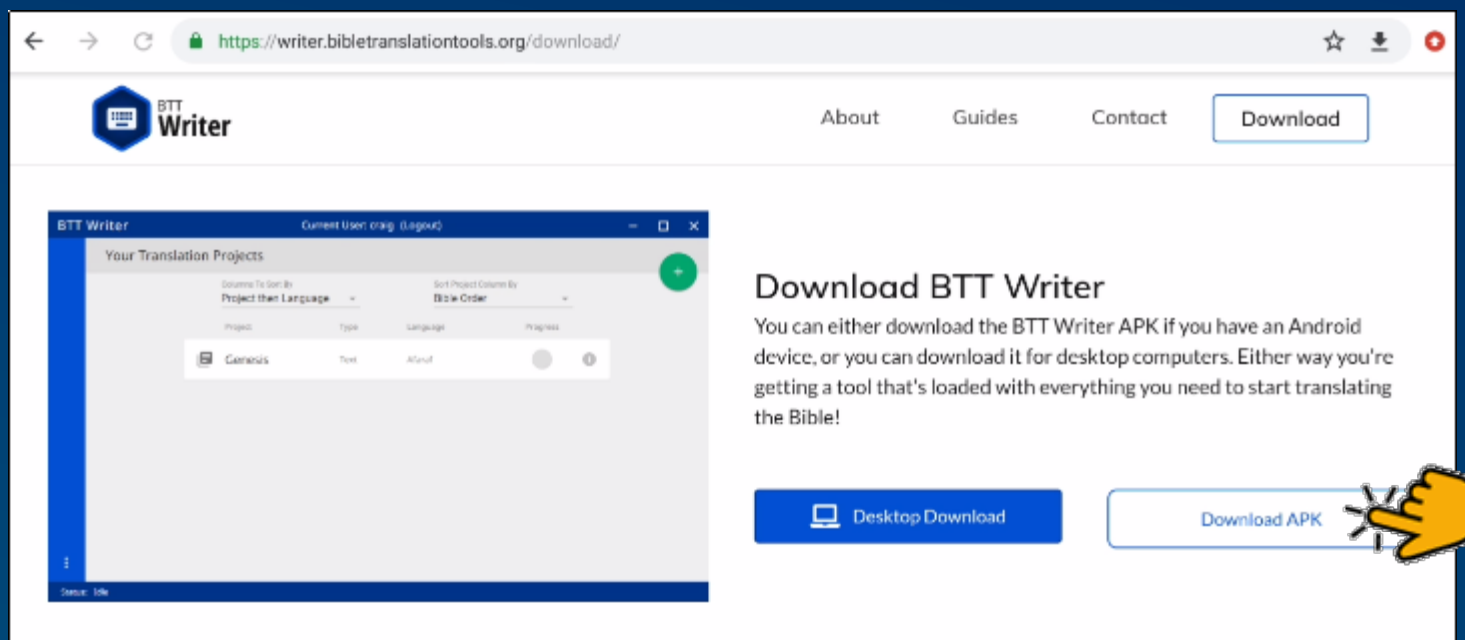 https://writer.bibletranslationtools.org/download/
BTT
Writer
About Guides Contact Download
BTT Writer Current User: craig (Logout)
Your Translation Projects
Columns To Sort By Sort Project Column By
Project then Language Bible Order
Project Type Language Progress
Genesis Text
Status: Idle
Download BTT Writer
You can either download the BTT Writer APK if you have an Android
device, or you can download it for desktop computers. Either way you're
getting a tool that's loaded with everything you need to start translating
the Bible!
Desktop Download Download APK